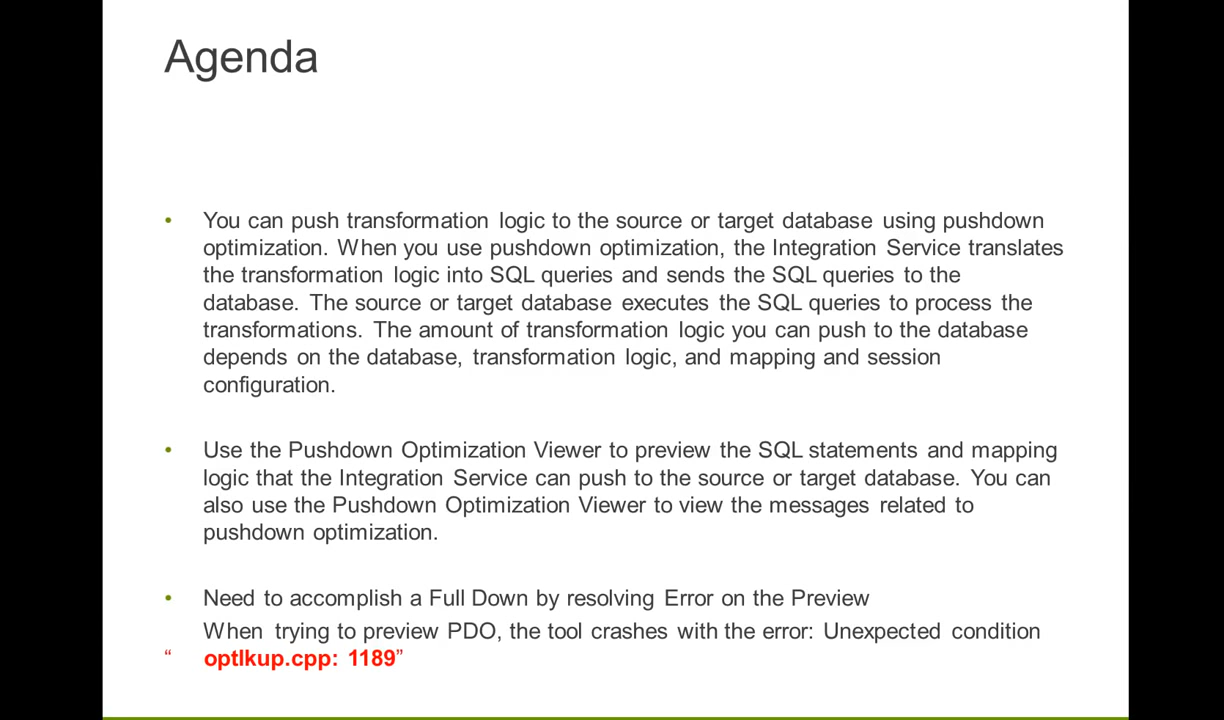 Agenda
• You can push transformation logic to the source or target database using pushdown
optimization. When you use pushdown optimization, the Integration Service translates
the transformation logic into SQL queries and sends the SQL queries to the
database. The source or target database executes the SQL queries to process the
transformations. The amount of transformation logic you can push to the database
depends on the database, transformation logic, and mapping and session
configuration.
• Use the Pushdown Optimization Viewer to preview the SQL statements and mapping
logic that the Integration Service can push to the source or target database. You can
also use the Pushdown Optimization Viewer to view the messages related to
pushdown optimization.
• Need to accomplish a Full Down by resolving Error on the Preview
When trying to preview PDO, the tool crashes with the error: Unexpected condition
“ optlkup.cpp: 1189”